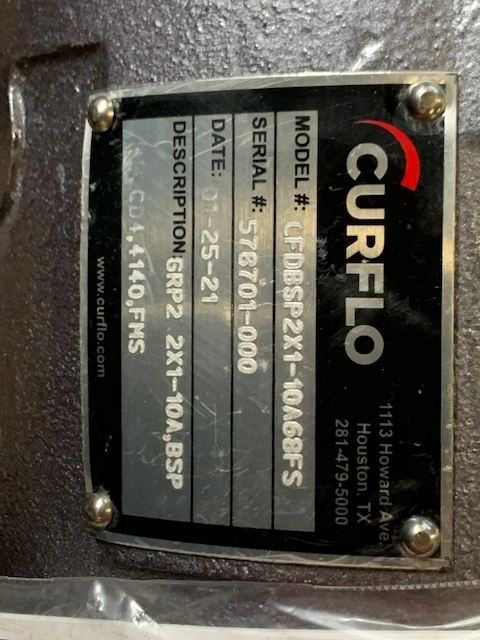 CURFLO
1113 Howard Ave.
Houston, TX
281-479-5000
MODEL #: CFDBSP2X1-10A68FS
SERIAL #: 578701-000
DATE: 01-25-21
DESCRIPTION: GRP2 2X1-10A,BSP
CD4,4140,FMS
www.curflo.com